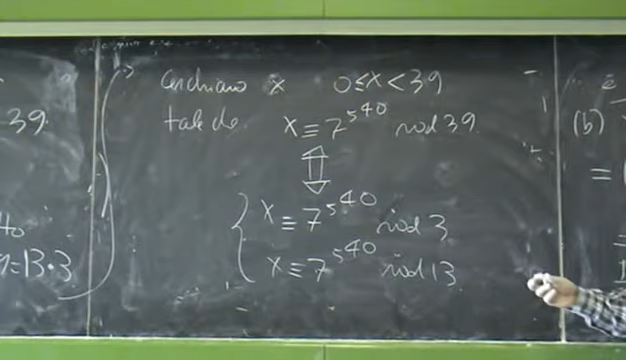 39
to
n=13·3
Cerchiamo x 0≤x<39
tale che x≡7^540 mod 39
x≡7^540 mod 3
x≡7^540 mod 13
(b)
=